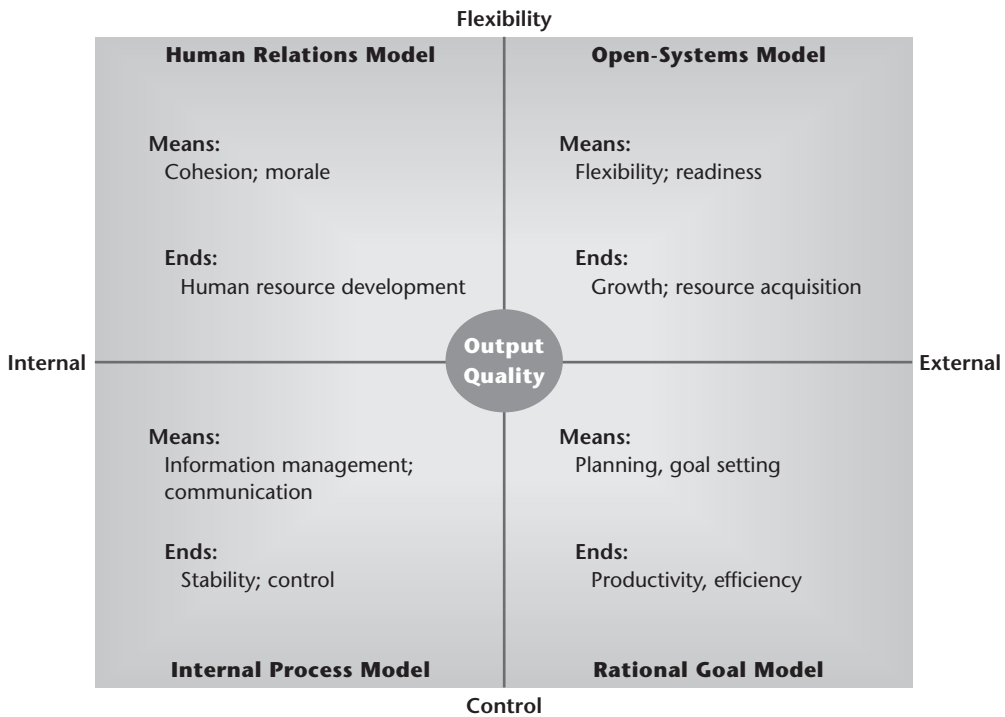 Flexibility
Human Relations Model
Means:
Cohesion; morale
Ends:
Human resource development
Open-Systems Model
Means:
Flexibility; readiness
Ends:
Growth; resource acquisition
Internal
Output
Quality
External
Means:
Information management;
communication
Ends:
Stability; control
Internal Process Model
Means:
Planning, goal setting
Ends:
Productivity, efficiency
Rational Goal Model
Control